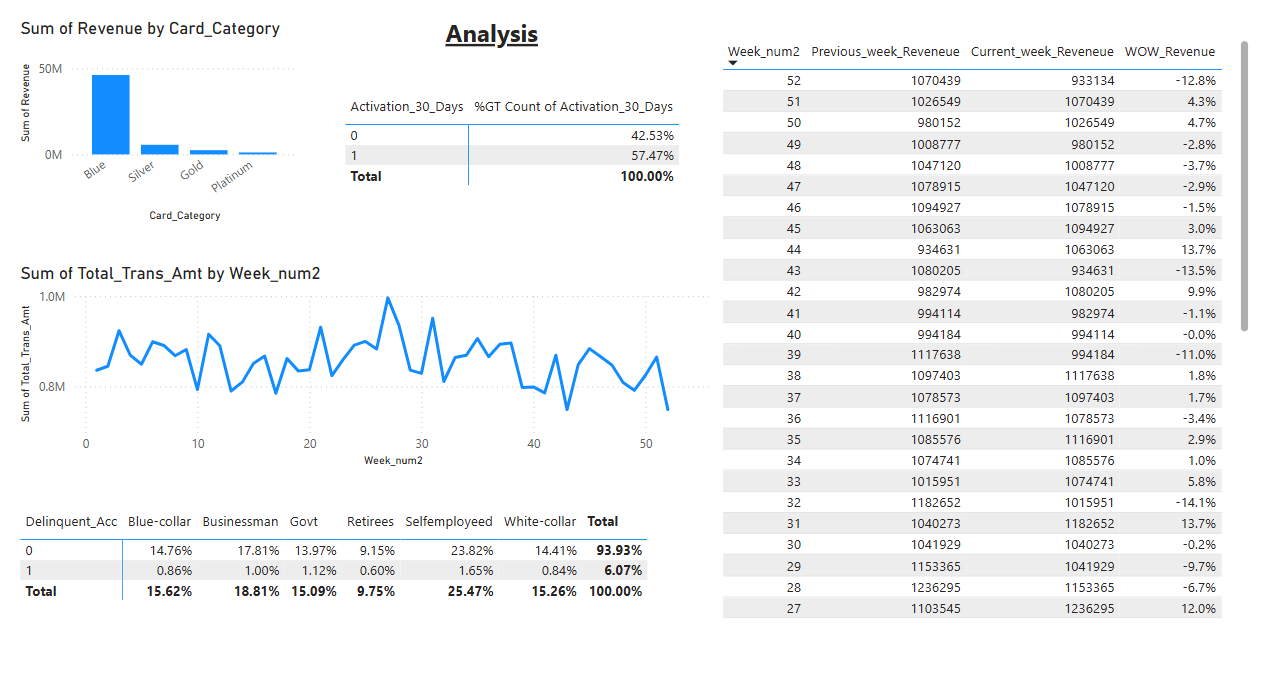 Sum of Revenue by Card_Category
Sum of Revenue
50M
0M
Blue
Silver
Gold
Platinum
Card_Category
Analysis
Activation_30_Days %GT Count of Activation_30_Days
0 42.53%
1 57.47%
Total 100.00%
Sum of Total_Trans_Amt by Week_num2
Sum of Total_Trans_Amt
1.0M
0.8M
0 10 20 30 40 50
Week_num2
Delinquent_Acc Blue-collar Businessman Govt Retirees Selfemployeed White-collar Total
0 14.76% 17.81% 13.97% 9.15% 23.82% 14.41% 93.93%
1 0.86% 1.00% 1.12% 0.60% 1.65% 0.84% 6.07%
Total 15.62% 18.81% 15.09% 9.75% 25.47% 15.26% 100.00%
Week_num2 Previous_week_Reveneue Current_week_Reveneue WOW_Revenue
52 1070439 933134 -12.8%
51 1026549 1070439 4.3%
50 980152 1026549 4.7%
49 1008777 980152 -2.8%
48 1047120 1008777 -3.7%
47 1078915 1047120 -2.9%
46 1094927 1078915 -1.5%
45 1063063 1094927 3.0%
44 934631 1063063 13.7%
43 1080205 934631 -13.5%
42 982974 1080205 9.9%
41 994114 982974 -1.1%
40 994184 994114 -0.0%
39 1117638 994184 -11.0%
38 1097403 1117638 1.8%
37 1078573 1097403 1.7%
36 1116901 1078573 -3.4%
35 1085576 1116901 2.9%
34 1074741 1085576 1.0%
33 1015951 1074741 5.8%
32 1182652 1015951 -14.1%
31 1040273 1182652 13.7%
30 1041929 1040273 -0.2%
29 1153365 1041929 -9.7%
28 1236295 1153365 -6.7%
27 1103545 1236295 12.0%